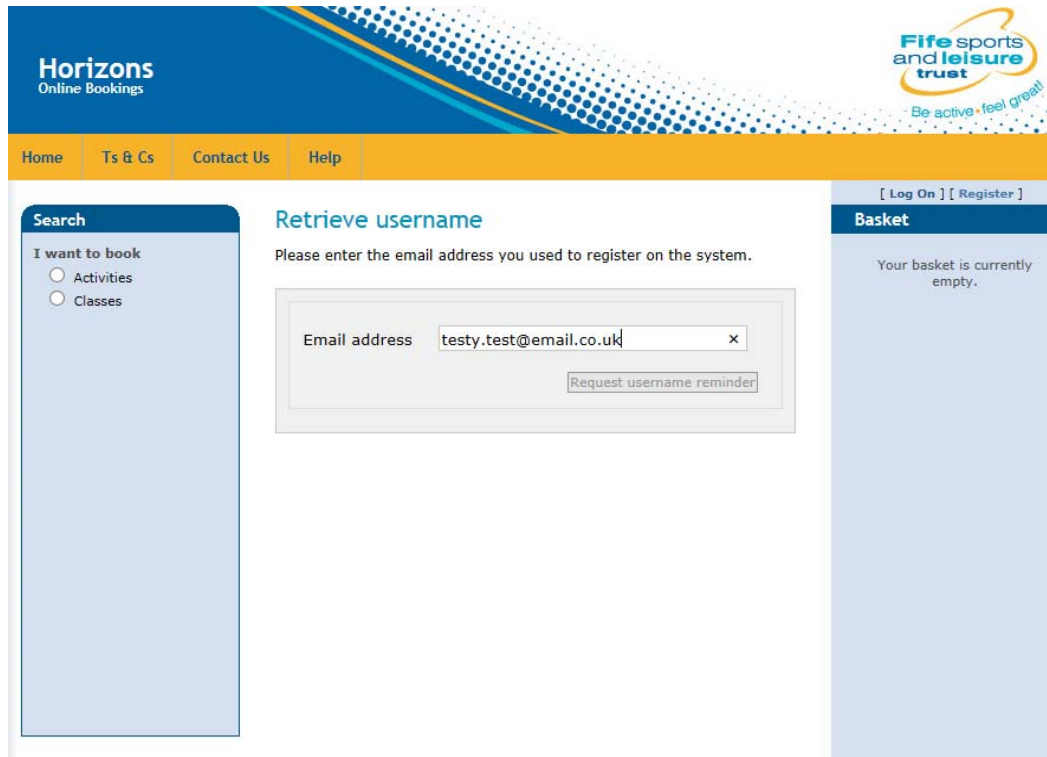 Horizons
Online Bookings
Fife sports
and leisure
trust
Be active•feel great!
Home Ts & Cs Contact Us Help
[ Log On ] [ Register ]
Search
I want to book
Activities
Classes
Retrieve username
Please enter the email address you used to register on the system.
Email address testy.test@email.co.uk ×
Request username reminder
Basket
Your basket is currently
empty.